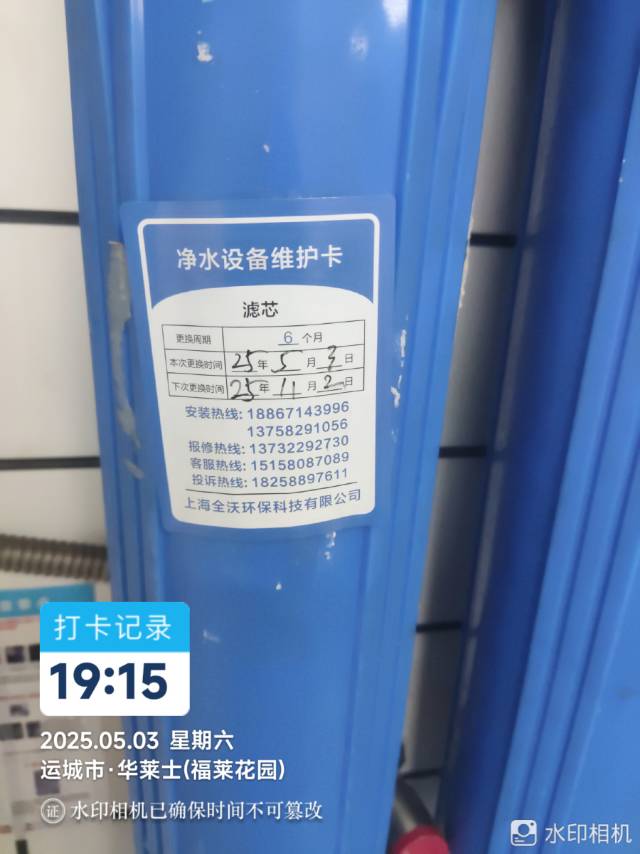 净水设备维护卡
滤芯
更换周期 6 个月
本次更换时间 25 年 5 月 3 日
下次更换时间 25 年 11 月 2 日
安装热线: 18867143996
13758291056
报修热线: 13732292730
客服热线: 15158087089
投诉热线: 18258897611
上海全沃环保科技有限公司
打卡记录
19:15
2025.05.03 星期六
运城市·华莱士(福莱花园)
证 水印相机已确保时间不可篡改
水印相机